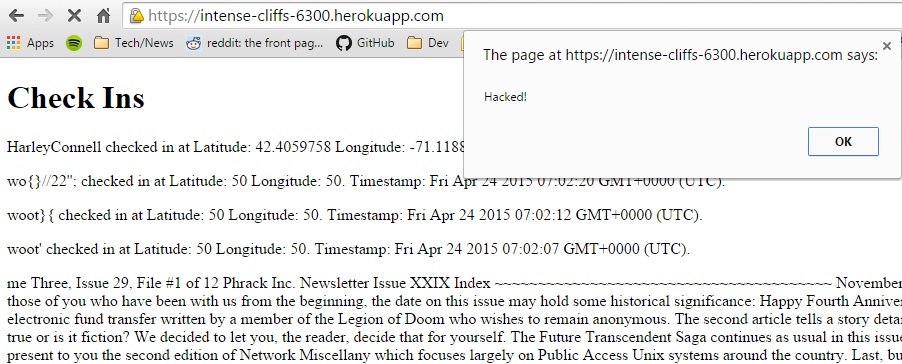 https://intense-cliffs-6300.herokuapp.com
Apps Tech/News reddit: the front pag... GitHub Dev
The page at https://intense-cliffs-6300.herokuapp.com says:
Hacked!
OK
Check Ins
HarleyConnell checked in at Latitude: 42.4059758 Longitude: -71.1188
wo{}//22"; checked in at Latitude: 50 Longitude: 50. Timestamp: Fri Apr 24 2015 07:02:20 GMT+0000 (UTC).
woot}{ checked in at Latitude: 50 Longitude: 50. Timestamp: Fri Apr 24 2015 07:02:12 GMT+0000 (UTC).
woot' checked in at Latitude: 50 Longitude: 50. Timestamp: Fri Apr 24 2015 07:02:07 GMT+0000 (UTC).
me Three, Issue 29, File #1 of 12 Phrack Inc. Newsletter Issue XXIX Index ~~~~~~~~~~~~~~~~~~~~~~~~~~~~~~~~~~~~~~~~ November
those of you who have been with us from the beginning, the date on this issue may hold some historical significance: Happy Fourth Anniver
electronic fund transfer written by a member of the Legion of Doom who wishes to remain anonymous. The second article tells a story deta
true or is it fiction? We decided to let you, the reader, decide that for yourself. The Future Transcendent Saga continues as usual in this issue
present to you the second edition of Network Miscellany which focuses largely on Public Access Unix systems around the country. Last, bu